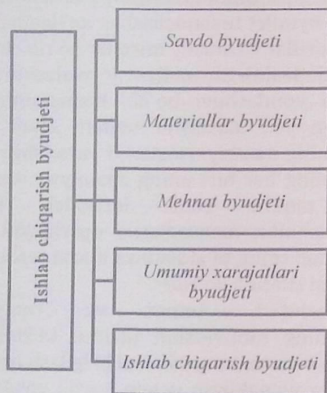 Ishlab chiqarish byudjeti
Savdo byudjeti
Materiallar byudjeti
Mehnat byudjeti
Umumiy xarajatlari
byudjeti
Ishlab chiqarish byudjeti